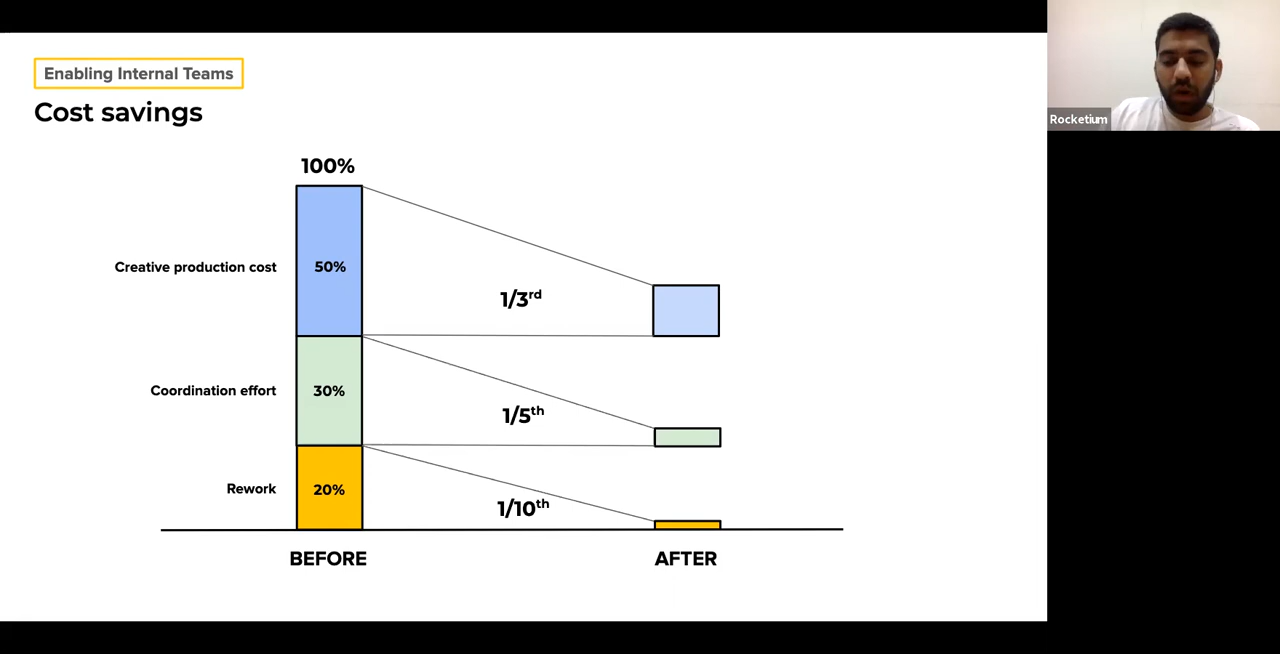 Enabling Internal Teams
Cost savings
100%
Creative production cost
50%
1/3rd
Coordination effort
30%
1/5th
Rework
20%
1/10th
BEFORE
AFTER
Rocketium